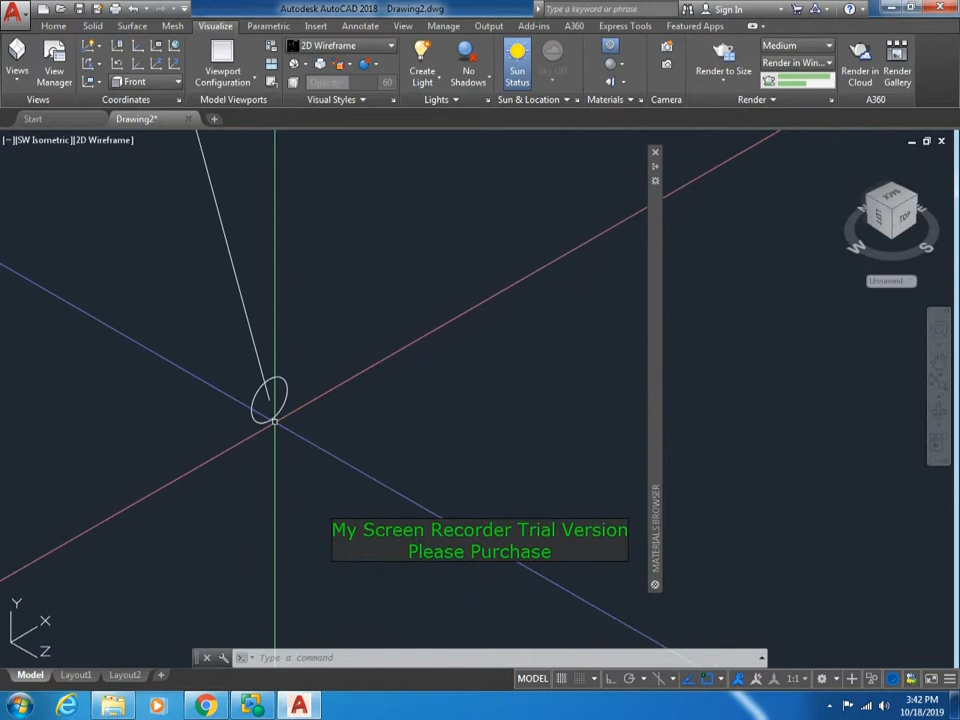 Autodesk AutoCAD 2018 Drawing2.dwg
Type a keyword or phrase
Sign In
Home Solid Surface Mesh Visualize Parametric Insert Annotate View Manage Output Add-ins A360 Express Tools Featured Apps
Views
View
Manager
Front
Viewport
Configuration
2D Wireframe
Opacity 60
Create
Light
No
Shadows
Sun
Status
Render to Size
Medium
Render in Win...
Render in
Cloud
Render
Gallery
Views Coordinates Model Viewports Visual Styles Lights Sun & Location Materials Camera Render A360
Start Drawing2*
[−][SW Isometric][2D Wireframe]
BACK
LEFT
TOP
W
S
Unnamed
MATERIALS BROWSER
My Screen Recorder Trial Version
Please Purchase
Y
X
Z
Type a command
Model Layout1 Layout2
MODEL
1:1
3:42 PM
10/18/2019